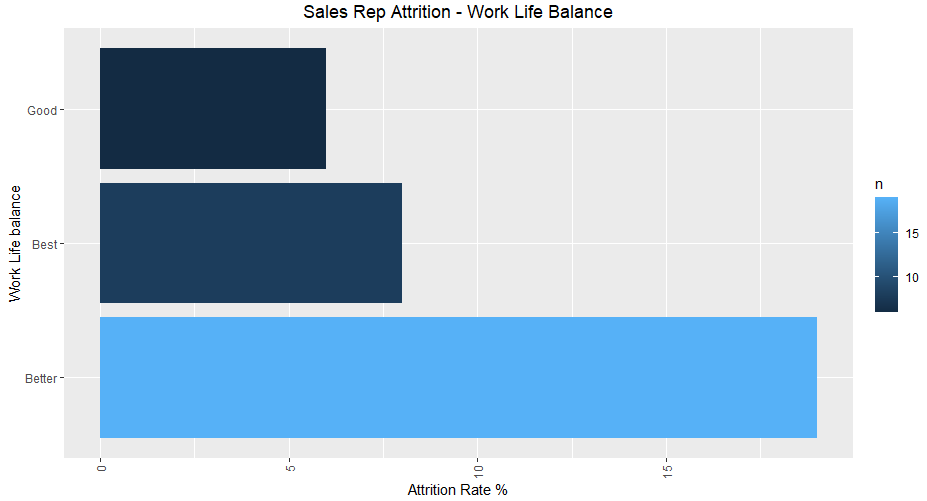 Sales Rep Attrition - Work Life Balance
Work Life balance
Good
Best
Better
0
5
10
15
Attrition Rate %
n
15
10